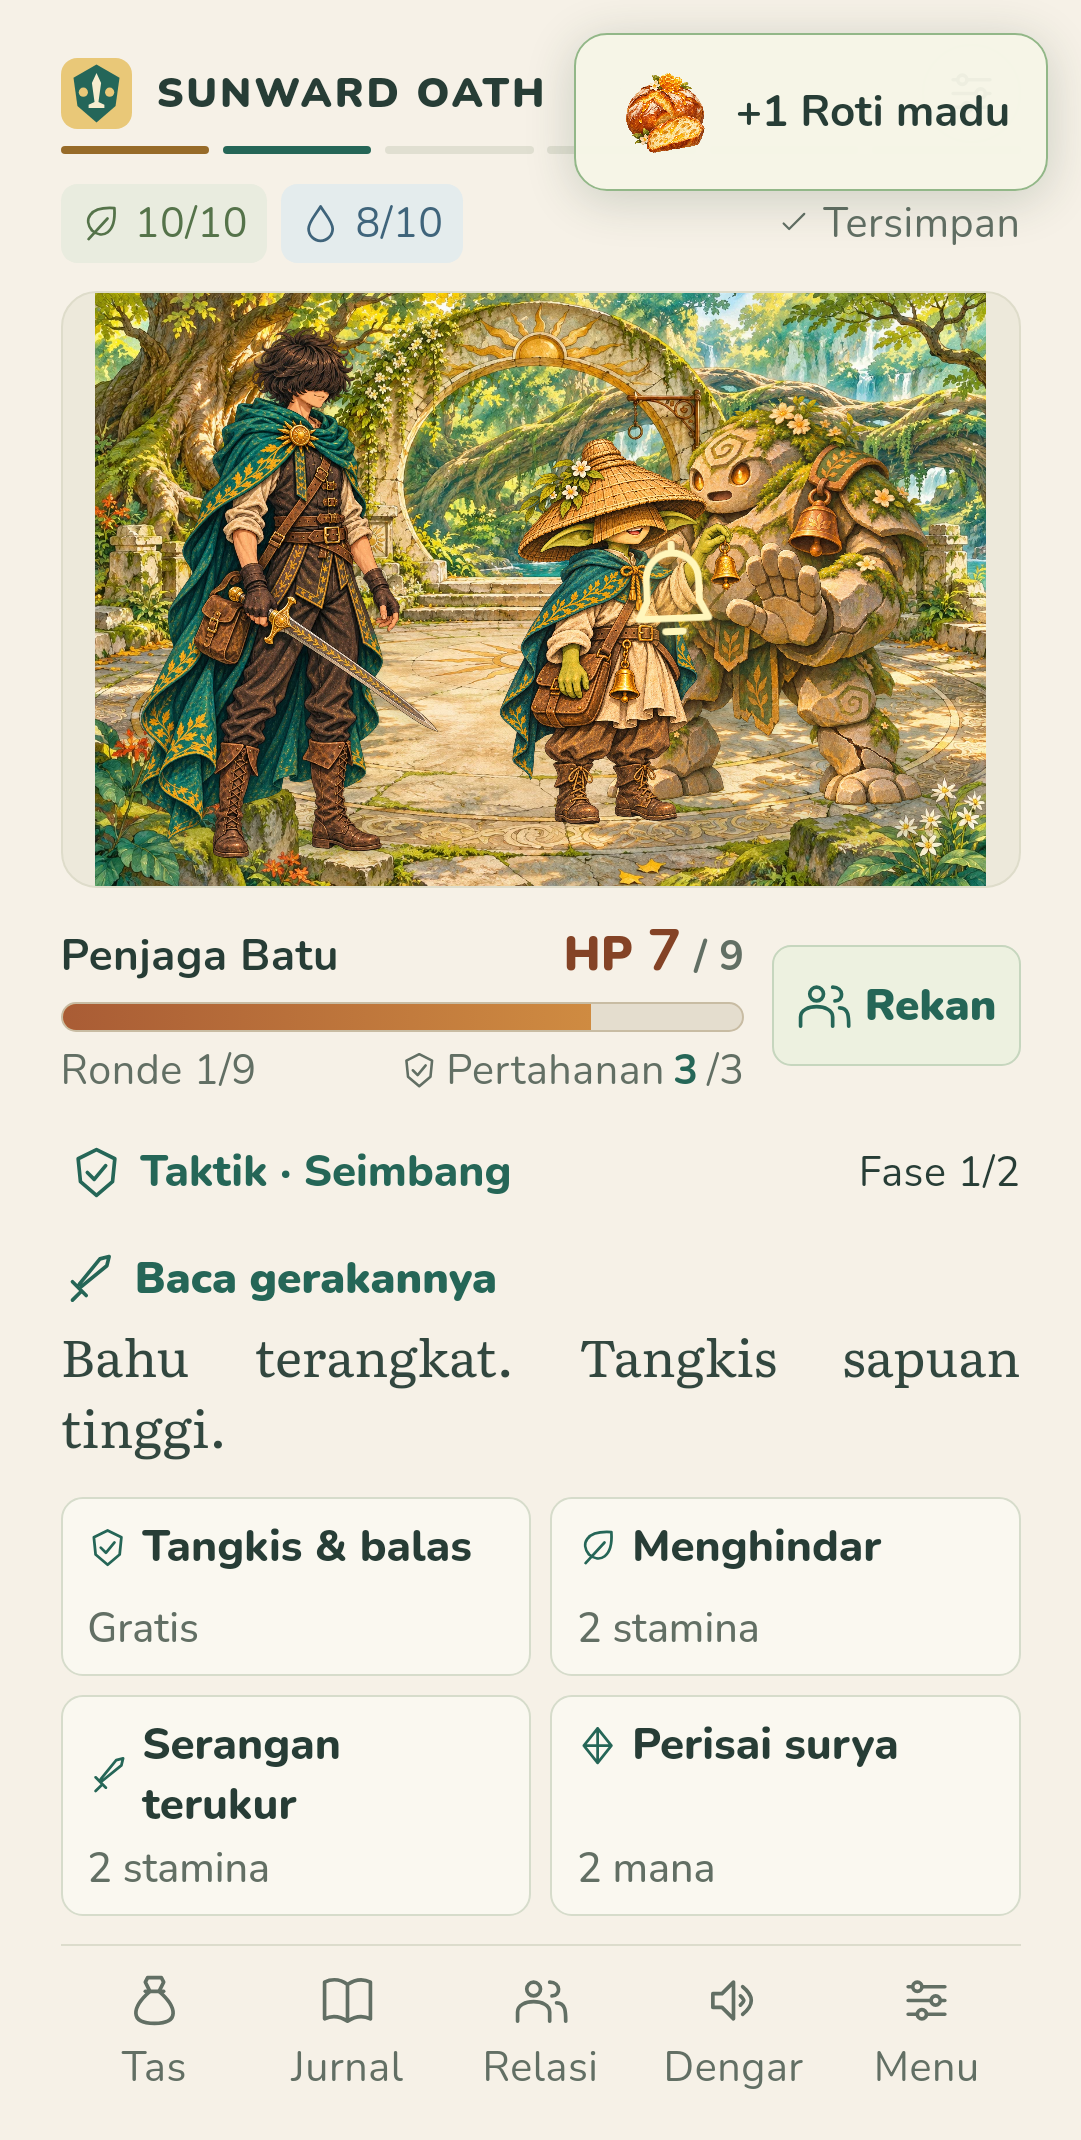 SUNWARD OATH
+1 Roti madu
10/10
8/10
Tersimpan
Penjaga Batu
HP 7 / 9
Rekan
Ronde 1/9
Pertahanan 3 /3
Taktik · Seimbang
Fase 1/2
Baca gerakannya
Bahu terangkat. Tangkis sapuan
tinggi.
Tangkis & balas
Gratis
Menghindar
2 stamina
Serangan
terukur
2 stamina
Perisai surya
2 mana
Tas
Jurnal
Relasi
Dengar
Menu